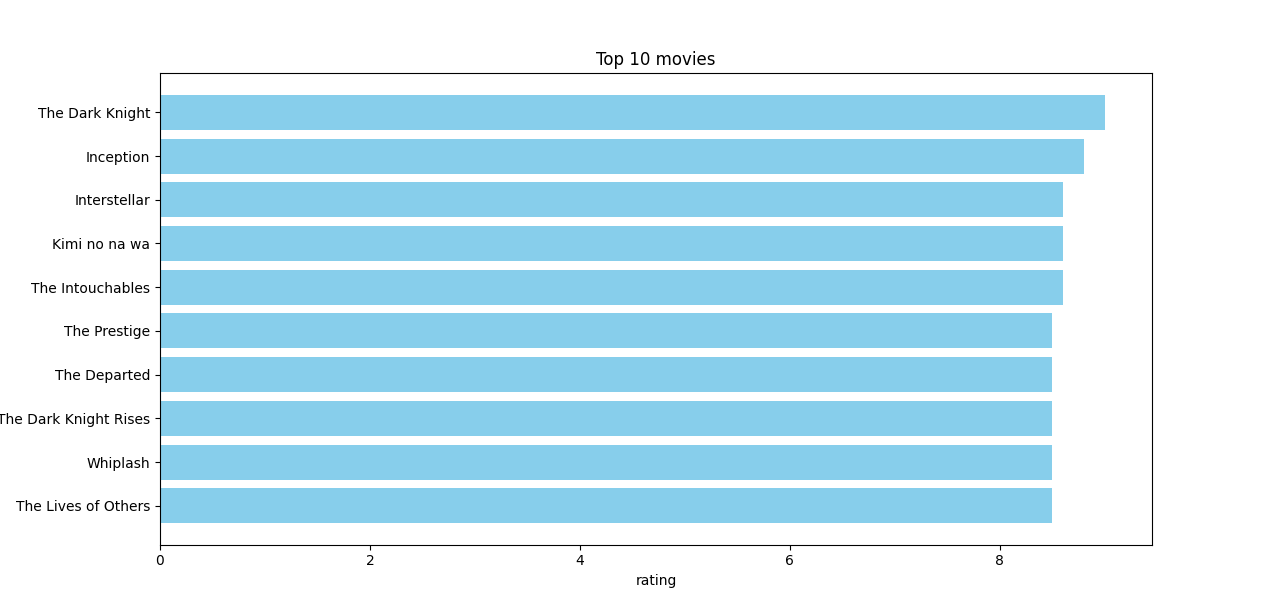 Top 10 movies
The Dark Knight
Inception
Interstellar
Kimi no na wa
The Intouchables
The Prestige
The Departed
The Dark Knight Rises
Whiplash
The Lives of Others
0 2 4 6 8
rating